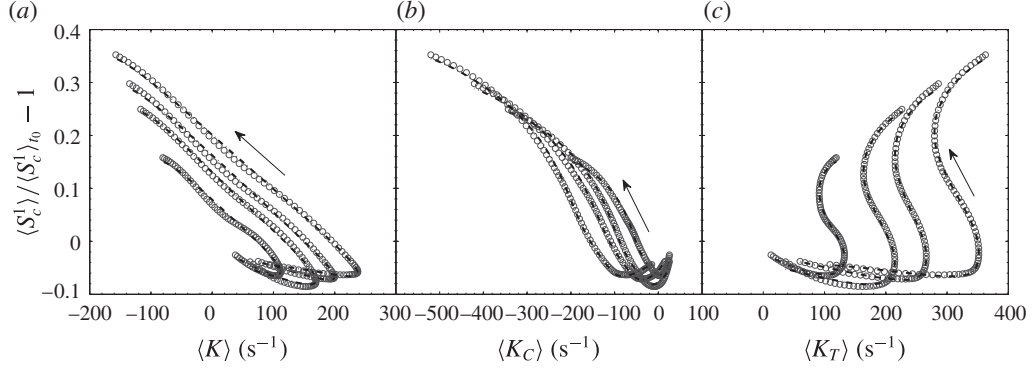 (a) (b) (c)
0.4
0.3
0.2
0.1
0
−0.1
⟨S_c^1⟩/⟨S_c^1⟩_{t_0} − 1
−200 −100 0 100 200 300 −500 −400 −300 −200 −100 0 100 0 100 200 300 400
⟨K⟩ (s⁻¹) ⟨K_C⟩ (s⁻¹) ⟨K_T⟩ (s⁻¹)